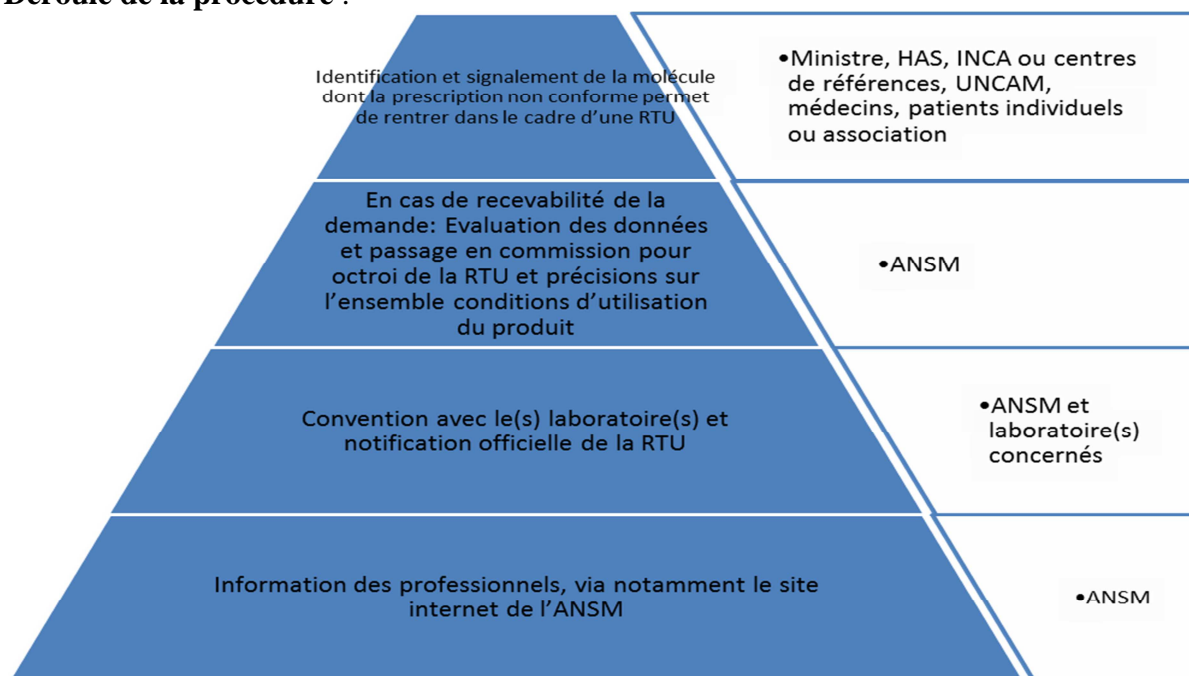 Déroulé de la procédure :
Identification et signalement de la molécule
dont la prescription non conforme permet
de rentrer dans le cadre d'une RTU
•Ministre, HAS, INCA ou centres
de références, UNCAM,
médecins, patients individuels
ou association
En cas de recevabilité de la
demande: Evaluation des données
et passage en commission pour
octroi de la RTU et précisions sur
l'ensemble conditions d'utilisation
du produit
•ANSM
Convention avec le(s) laboratoire(s) et
notification officielle de la RTU
•ANSM et
laboratoire(s)
concernés
Information des professionnels, via notamment le site
internet de l'ANSM
•ANSM